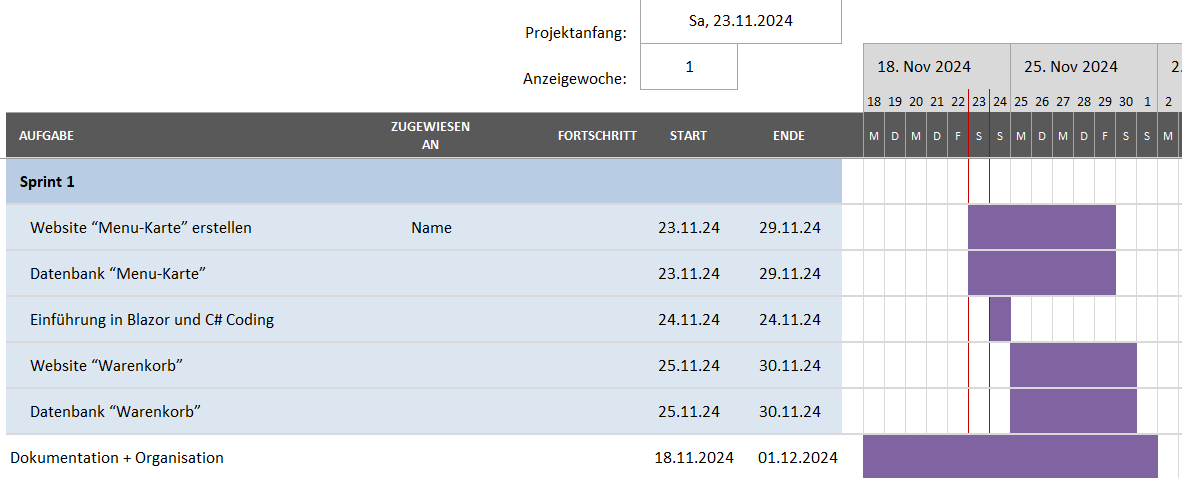 Projektanfang: Sa, 23.11.2024
Anzeigewoche: 1
18. Nov 2024 25. Nov 2024 2.
18 19 20 21 22 23 24 25 26 27 28 29 30 1 2
AUFGABE ZUGEWIESEN AN FORTSCHRITT START ENDE M D M D F S S M D M D F S S M
Sprint 1
Website “Menu-Karte” erstellen Name 23.11.24 29.11.24
Datenbank “Menu-Karte” 23.11.24 29.11.24
Einführung in Blazor und C# Coding 24.11.24 24.11.24
Website “Warenkorb” 25.11.24 30.11.24
Datenbank “Warenkorb” 25.11.24 30.11.24
Dokumentation + Organisation 18.11.2024 01.12.2024